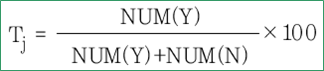 T_j = NUM(Y) / (NUM(Y)+NUM(N)) ×100